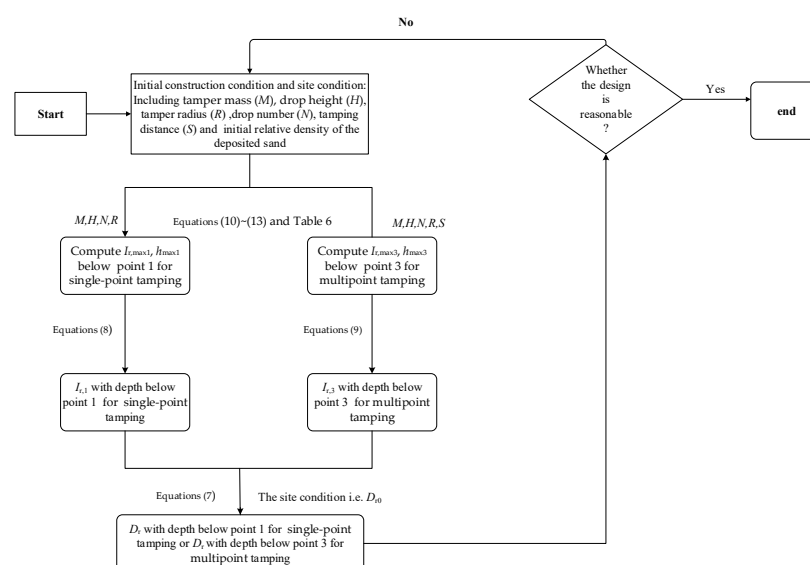 No
Initial construction condition and site condition:
Including tamper mass (M), drop height (H),
tamper radius (R) ,drop number (N), tamping
distance (S) and initial relative density of the
deposited sand
Start
Whether
the design
is
reasonable
?
Yes
end
M,H,N,R
Equations (10)~(13) and Table 6
M,H,N,R,S
Compute Ir,max1, hmax1
below point 1 for
single-point tamping
Compute Ir,max3, hmax3
below point 3 for
multipoint tamping
Equations (8)
Equations (9)
Ir,1 with depth below
point 1 for single-point
tamping
Ir,3 with depth below
point 3 for multipoint
tamping
Equations (7)
The site condition i.e. Dr0
Dr with depth below point 1 for single-point
tamping or Dr with depth below point 3 for
multipoint tamping